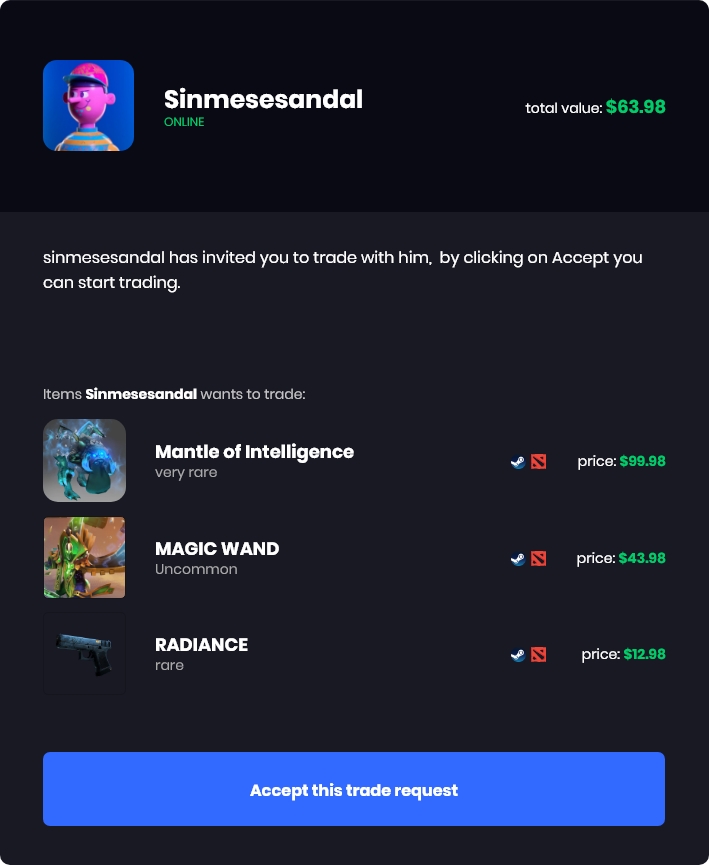 Sinmesesandal
ONLINE
total value: $63.98
sinmesesandal has invited you to trade with him,  by clicking on Accept you
can start trading.
Items Sinmesesandal wants to trade:
Mantle of Intelligence
very rare
price: $99.98
MAGIC WAND
Uncommon
price: $43.98
RADIANCE
rare
price: $12.98
Accept this trade request